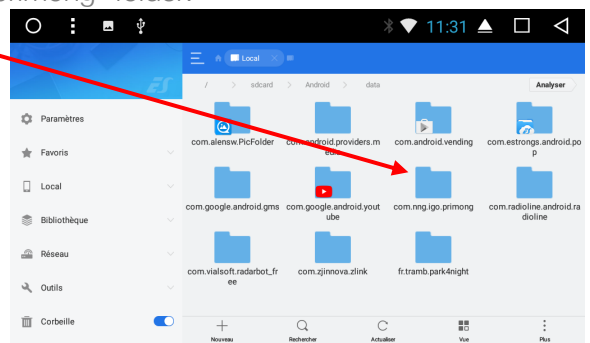 11:31
Local
/ > sdcard > Android > data
Analyser
ES
Paramètres
Favoris
Local
Bibliothèque
Réseau
Outils
Corbeille
com.alensw.PicFolder
com.android.providers.m
edia
com.android.vending
com.estrongs.android.po
p
com.google.android.gms
com.google.android.yout
ube
com.nng.igo.primong
com.radioline.android.ra
dioline
com.vialsoft.radarbot_fr
ee
com.zjinnova.zlink
fr.tramb.park4night
Nouveau
Rechercher
Actualiser
Vue
Plus